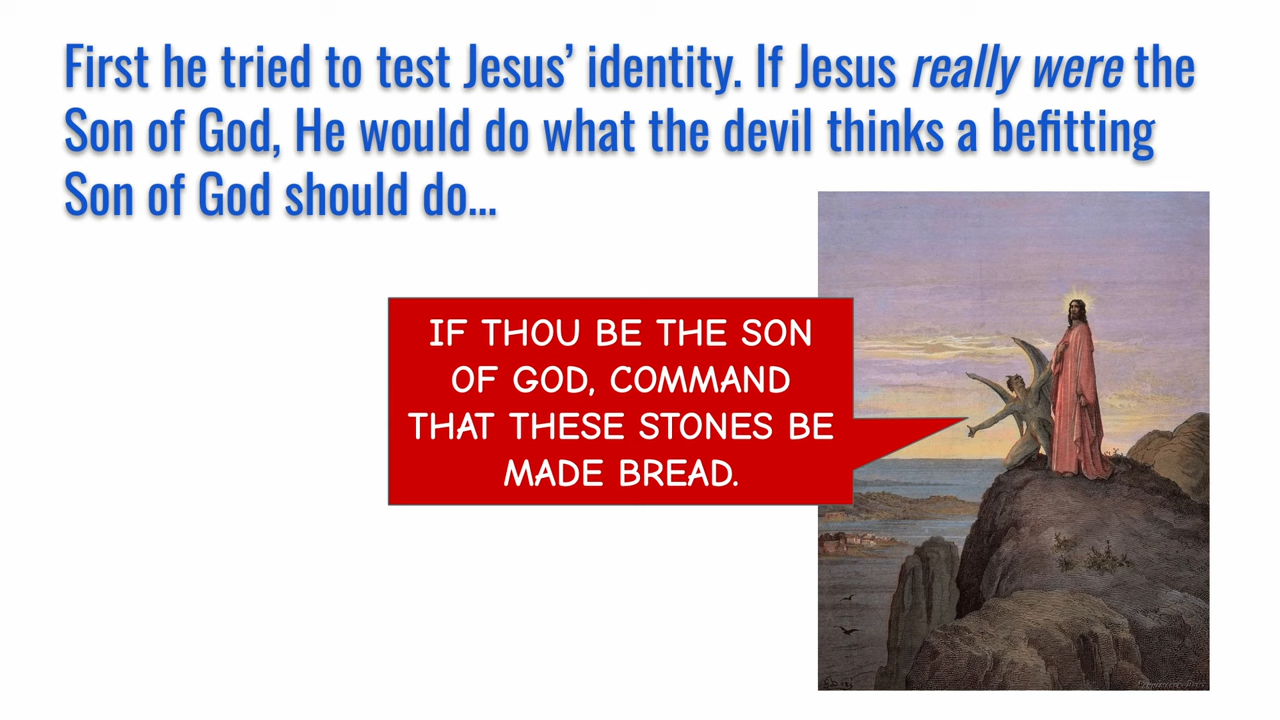 First he tried to test Jesus’ identity. If Jesus really were the
Son of God, He would do what the devil thinks a befitting
Son of God should do...
IF THOU BE THE SON
OF GOD, COMMAND
THAT THESE STONES BE
MADE BREAD.